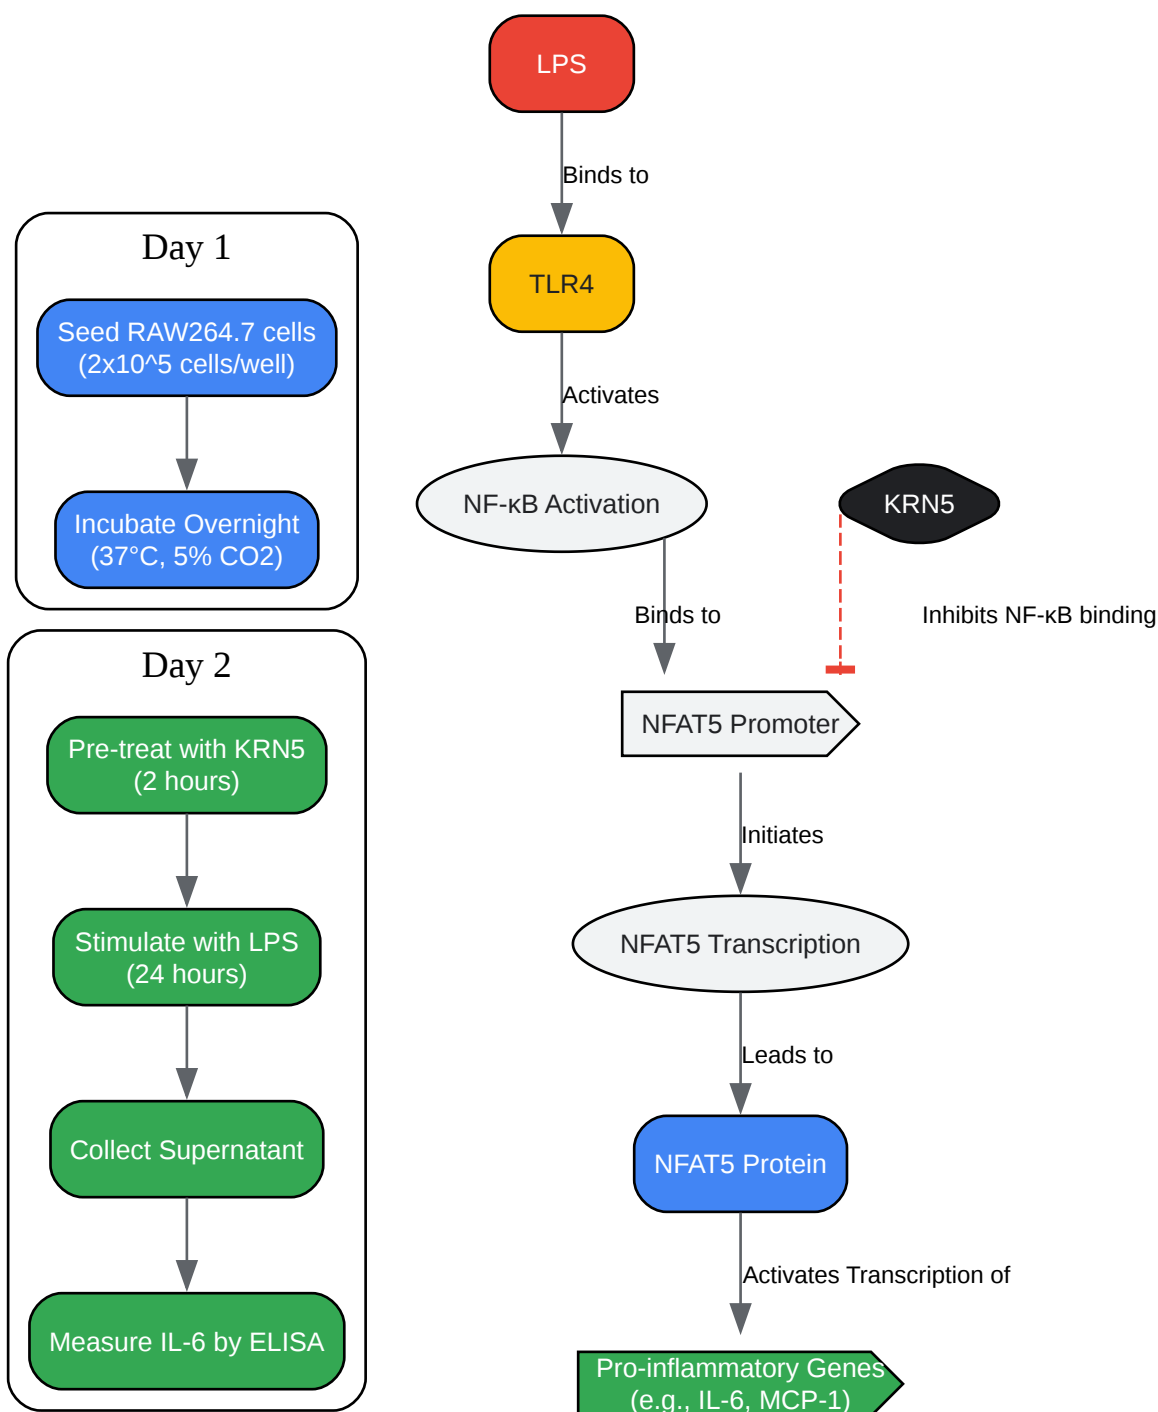 Day 1
Seed RAW264.7 cells
(2x10^5 cells/well)
Incubate Overnight
(37°C, 5% CO2)
Day 2
Pre-treat with KRN5
(2 hours)
Stimulate with LPS
(24 hours)
Collect Supernatant
Measure IL-6 by ELISA
LPS
Binds to
TLR4
Activates
NF-κB Activation
Binds to
KRN5
Inhibits NF-κB binding
NFAT5 Promoter
Initiates
NFAT5 Transcription
Leads to
NFAT5 Protein
Activates Transcription of
Pro-inflammatory Genes
(e.g., IL-6, MCP-1)